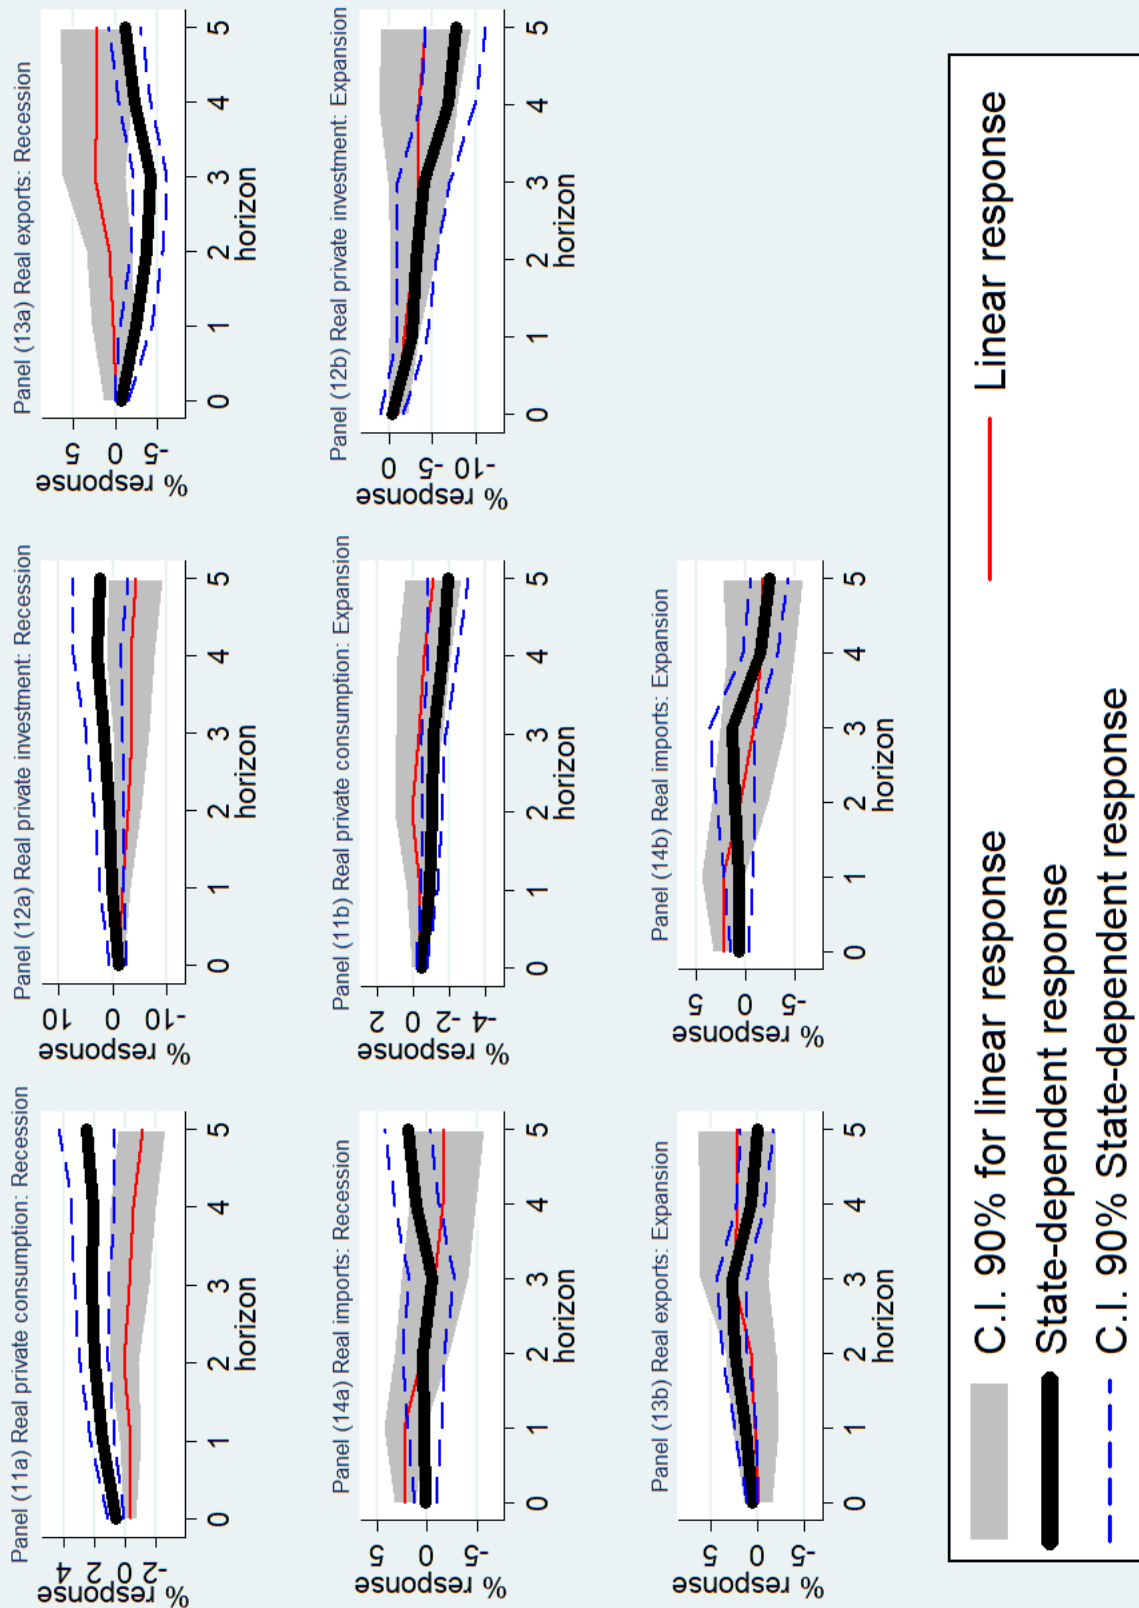 Panel (11a) Real private consumption: Recession
% response
4
2
0
-2
0 1 2 3 4 5
horizon
Panel (12a) Real private investment: Recession
% response
10
0
-10
0 1 2 3 4 5
horizon
Panel (13a) Real exports: Recession
% response
5
0
-5
0 1 2 3 4 5
horizon
Panel (14a) Real imports: Recession
% response
5
0
-5
0 1 2 3 4 5
horizon
Panel (11b) Real private consumption: Expansion
% response
2
0
-2
-4
0 1 2 3 4 5
horizon
Panel (12b) Real private investment: Expansion
% response
0
-5
-10
0 1 2 3 4 5
horizon
Panel (13b) Real exports: Expansion
% response
5
0
-5
0 1 2 3 4 5
horizon
Panel (14b) Real imports: Expansion
% response
5
0
-5
0 1 2 3 4 5
horizon
C.I. 90% for linear response Linear response
State-dependent response
C.I. 90% State-dependent response